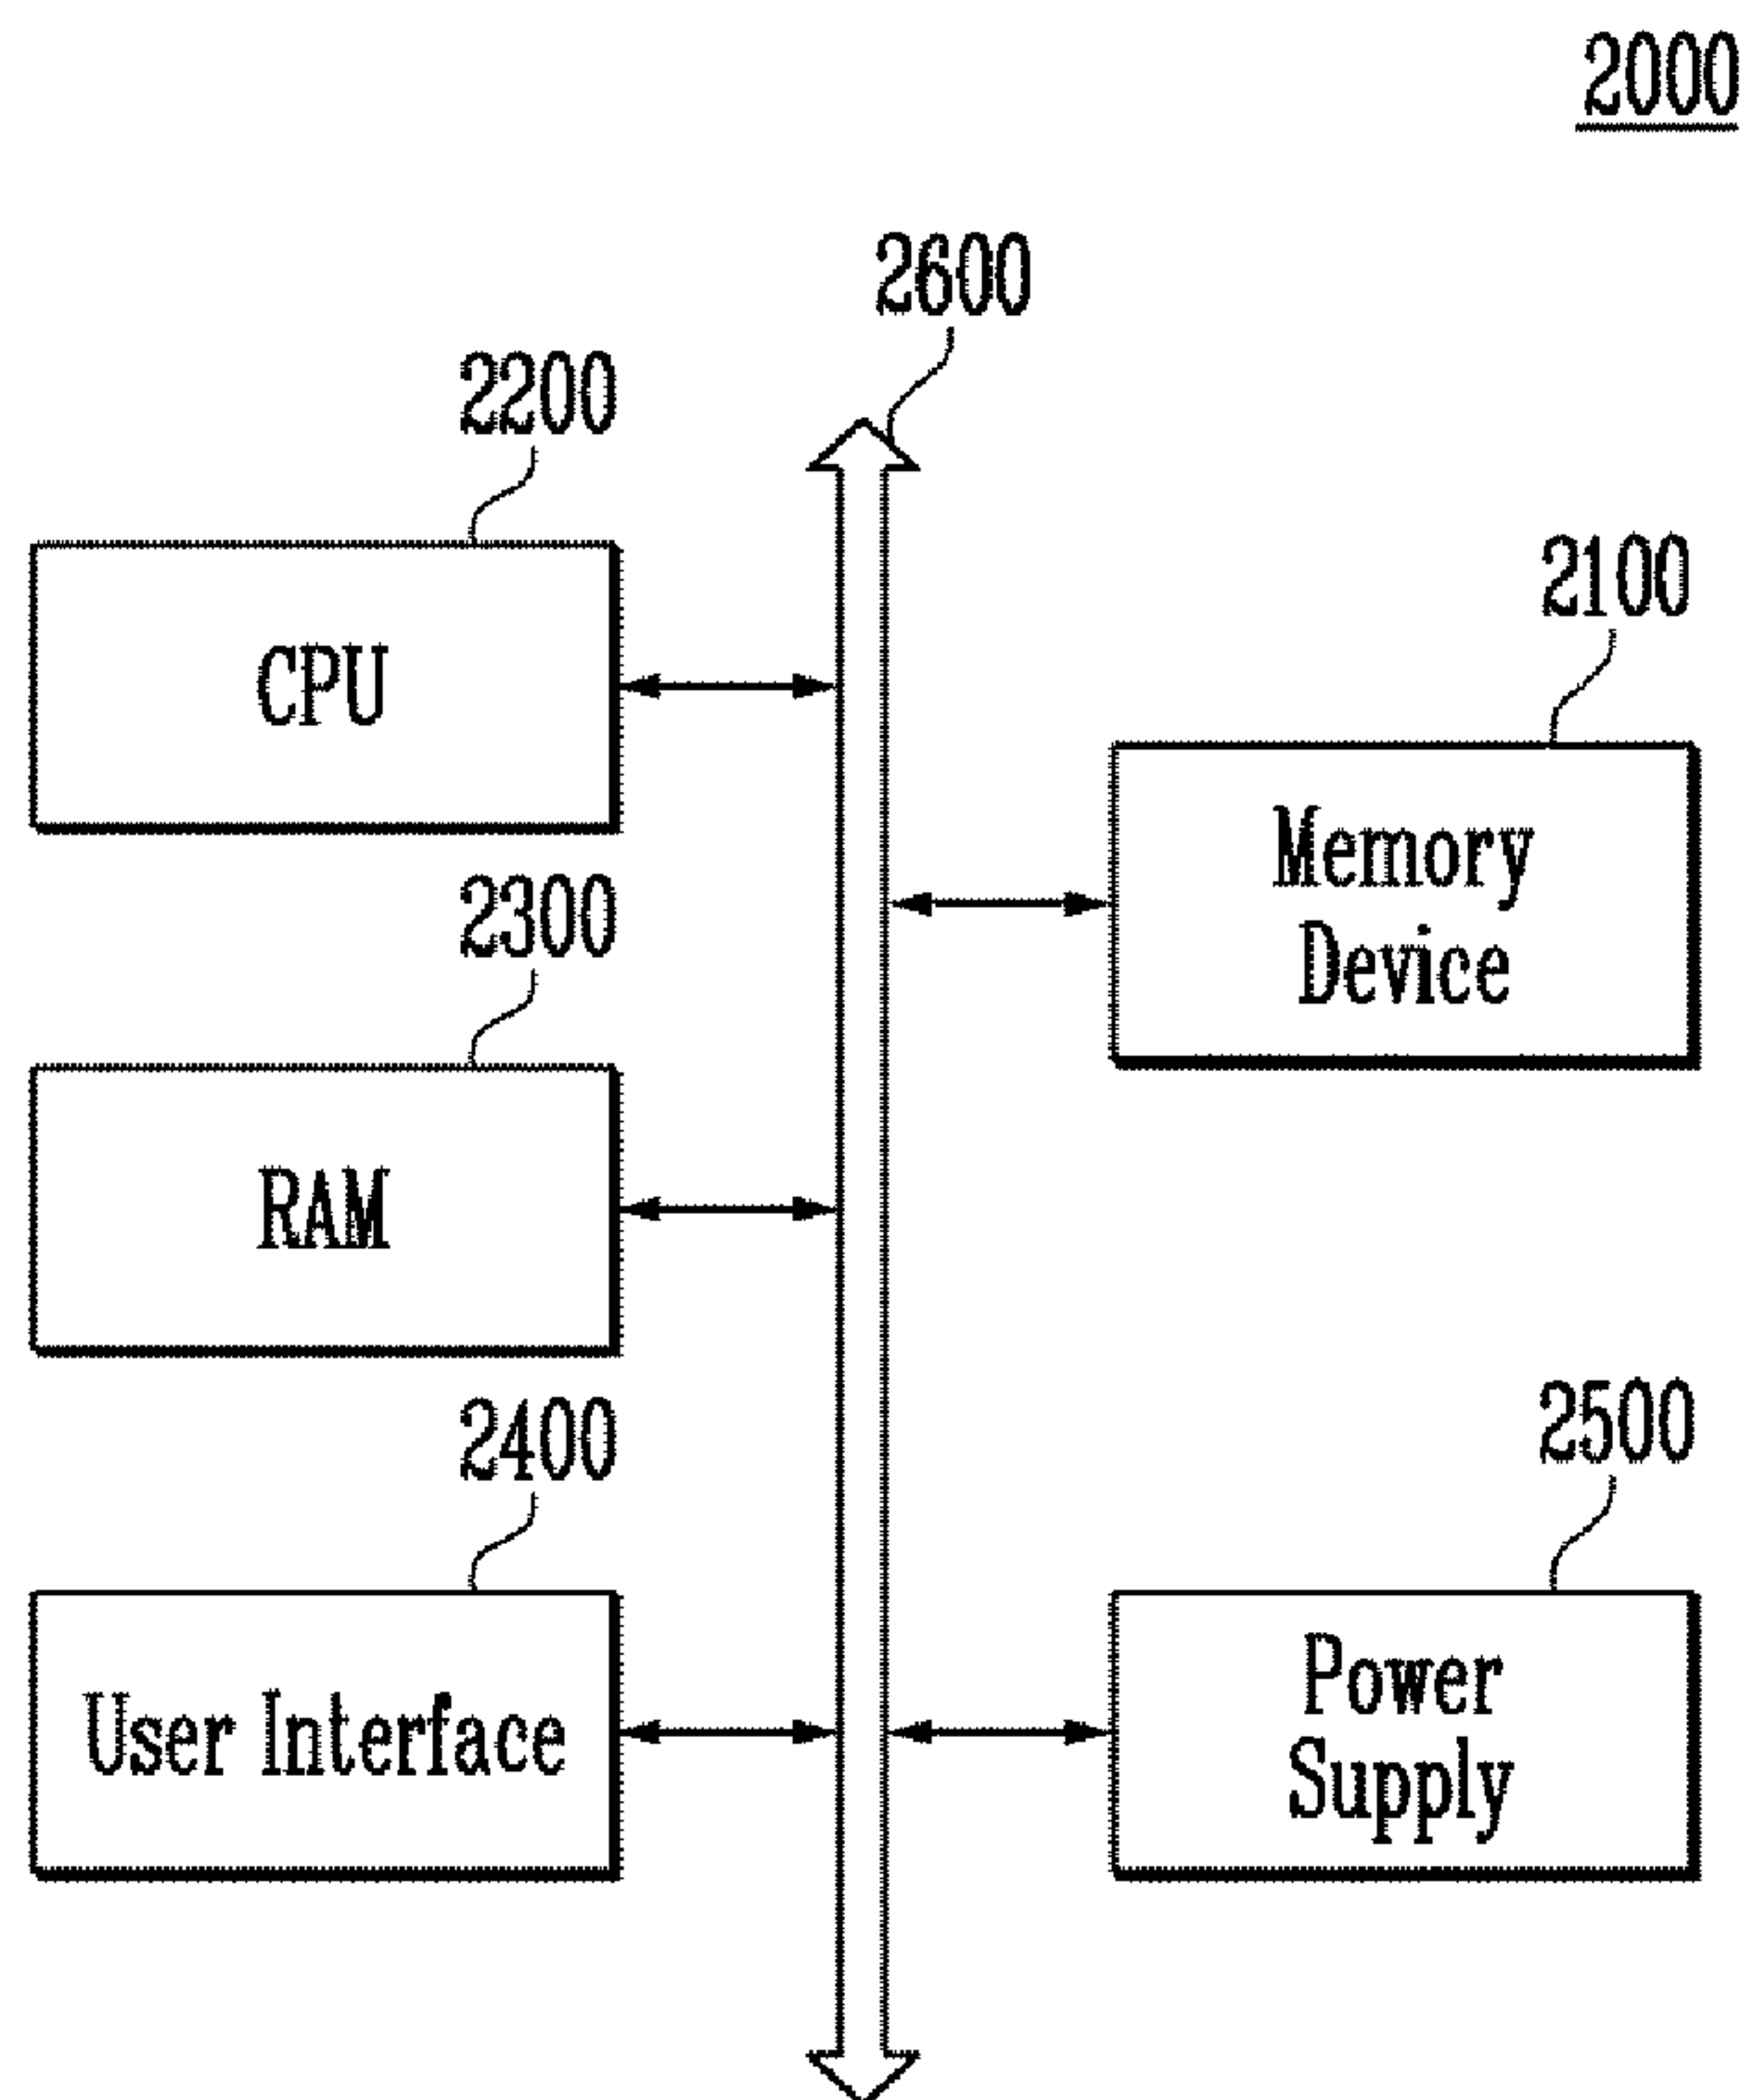 2000
2600
2200
CPU
2100
Memory
Device
2300
RAM
2400
User Interface
2500
Power
Supply